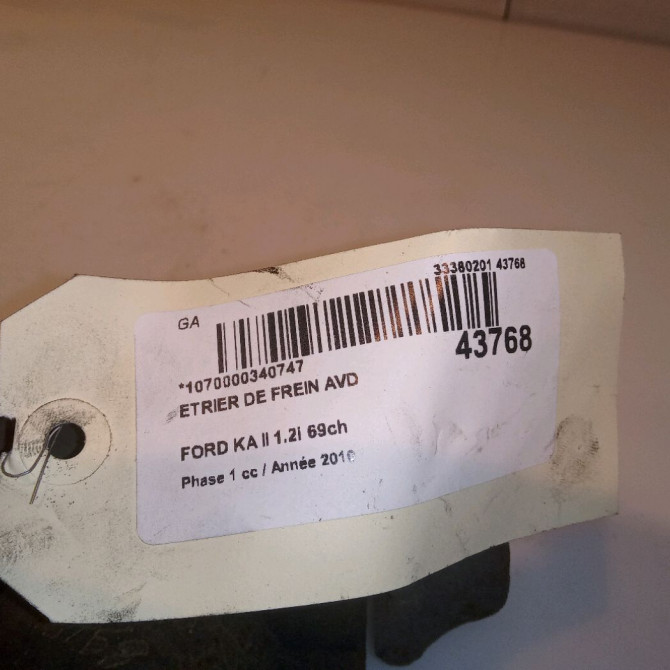 33380201 43768
GA
43768
*1070000340747
ETRIER DE FREIN AVD
FORD KA II 1.2i 69ch
Phase 1 cc / Année